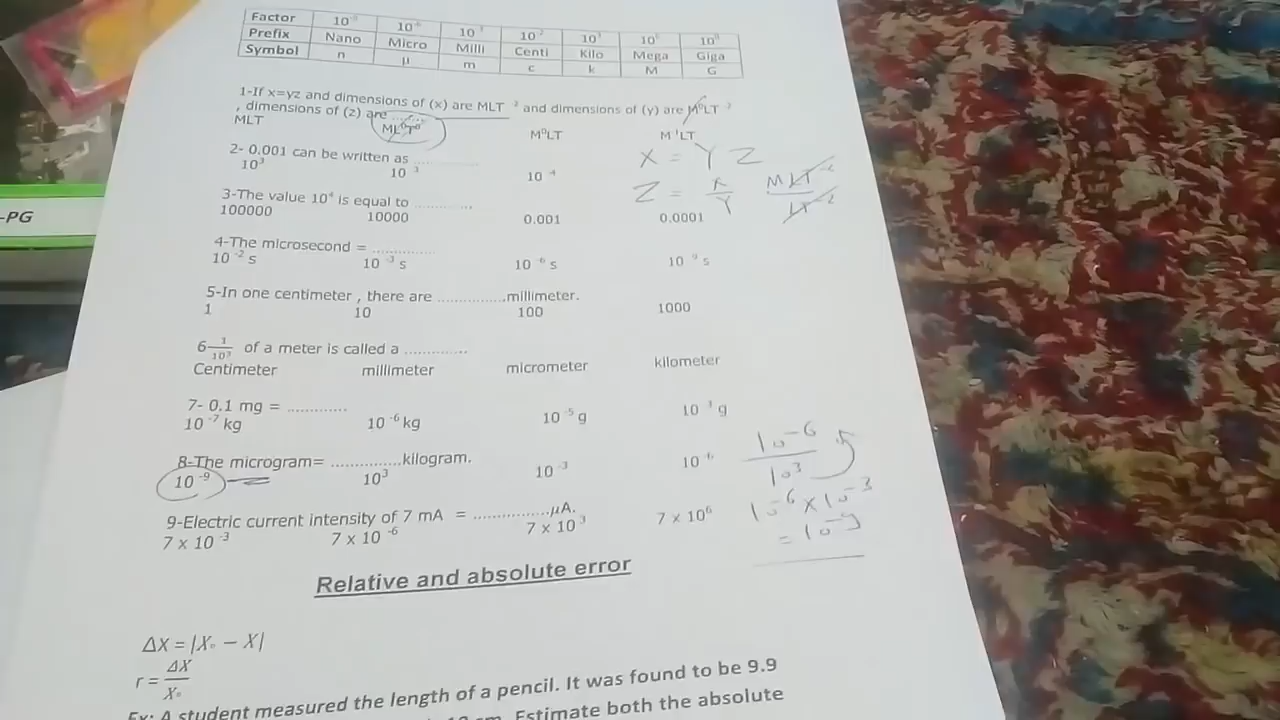 Factor 10⁻⁹ 10⁻⁶ 10⁻³ 10⁻² 10³ 10⁶ 10⁹
Prefix Nano Micro Milli Centi Kilo Mega Giga
Symbol n μ m c k M G
1-If x=yz and dimensions of (x) are MLT⁻² and dimensions of (y) are M⁰LT⁻²
, dimensions of (z) are ........
MLT ML⁰T⁰ M⁰LT M⁻¹LT
X = Y Z
2- 0.001 can be written as ............
10³ 10⁻³ 10⁻⁴
Z = X/Y MLT⁻²/LT⁻²
3-The value 10⁴ is equal to ............
100000 10000 0.001 0.0001
4-The microsecond = .............
10⁻² s 10⁻³ s 10⁻⁶ s 10⁻⁹ s
5-In one centimeter , there are ..............millimeter.
1 10 100 1000
6- 1/10³ of a meter is called a .............
Centimeter millimeter micrometer kilometer
7- 0.1 mg = ............
10⁻⁷ kg 10⁻⁶ kg 10⁻⁵ g 10⁻³ g
8-The microgram= ..............kilogram.
10⁻⁹ 10³ 10⁻³ 10⁻⁶
10⁻⁶/10³
10⁻⁶ x 10⁻³
= 10⁻⁹
9-Electric current intensity of 7 mA = ...............μA.
7 x 10⁻³ 7 x 10⁻⁶ 7 x 10³ 7 x 10⁶
Relative and absolute error
ΔX = |X₀ − X|
r = ΔX/X₀
Ex: A student measured the length of a pencil. It was found to be 9.9
cm. Estimate both the absolute
-PG